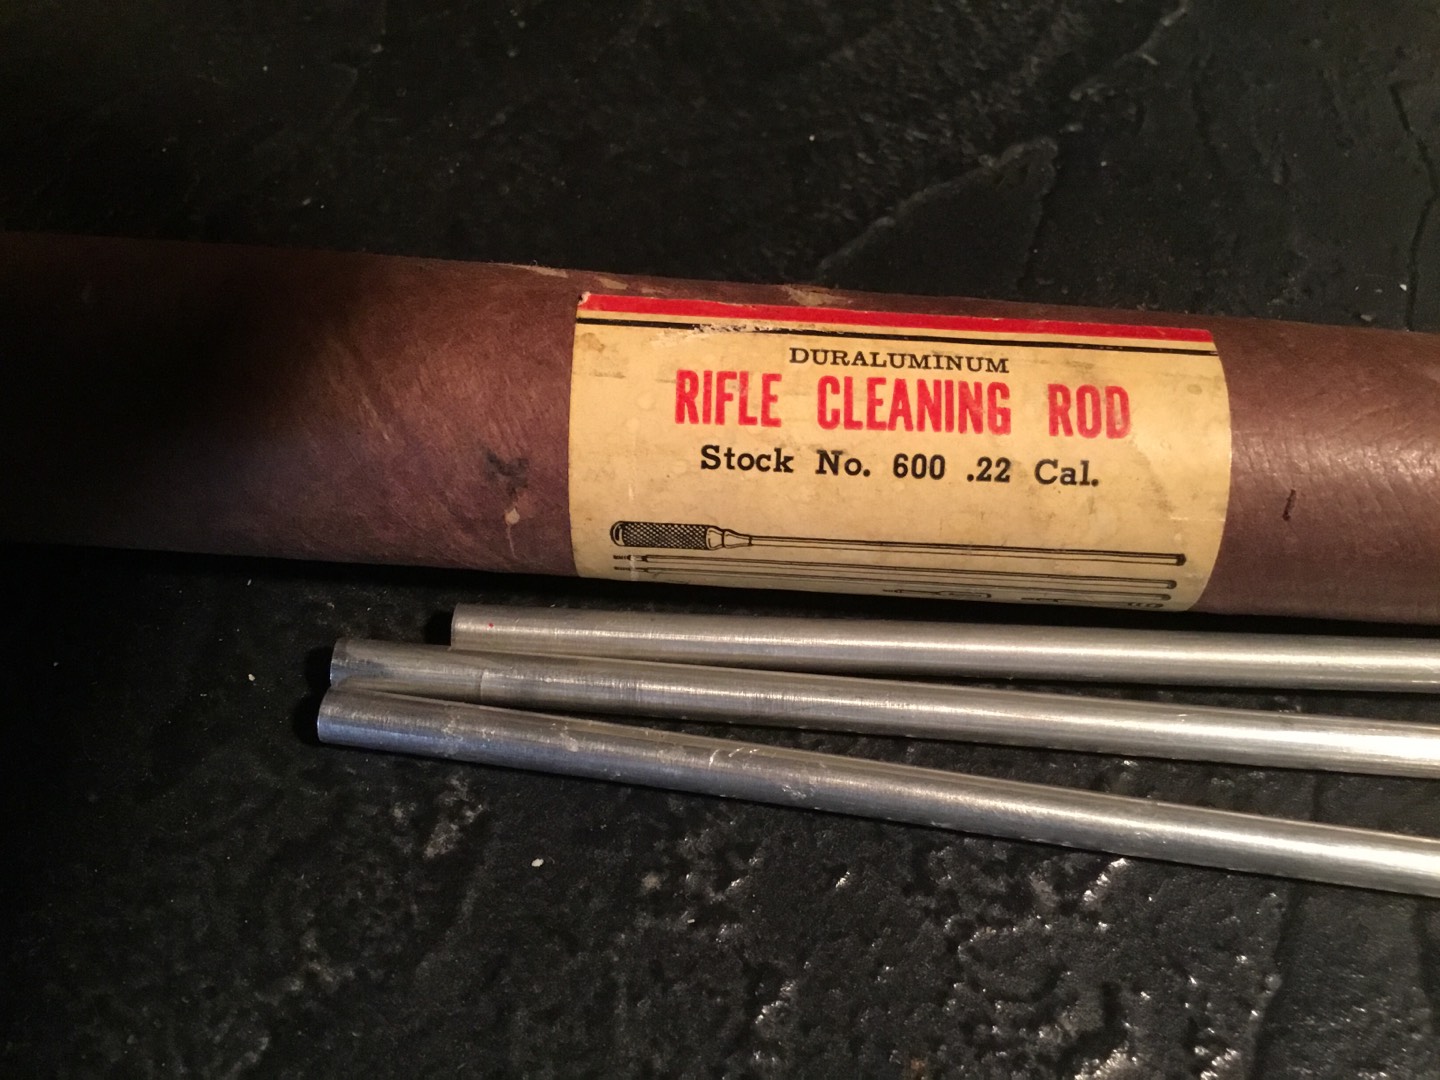 DURALUMINUM
RIFLE CLEANING ROD
Stock No. 600 .22 Cal.